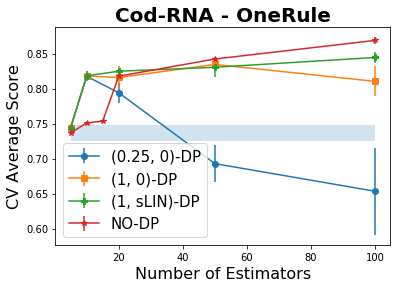 Cod-RNA - OneRule
CV Average Score
0.85
0.80
0.75
0.70
0.65
0.60
(0.25, 0)-DP
(1, 0)-DP
(1, sLIN)-DP
NO-DP
20
40
60
80
100
Number of Estimators